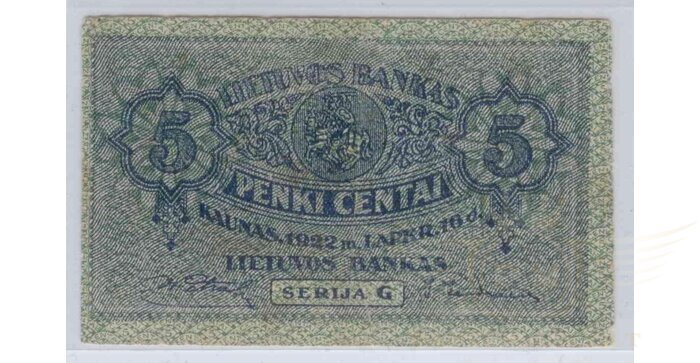 LIETUVOS BANKAS
5 5
PENKI CENTAI
KAUNAS, 1922 m. LAPKR. 16 d.
LIETUVOS BANKAS
SERIJA G